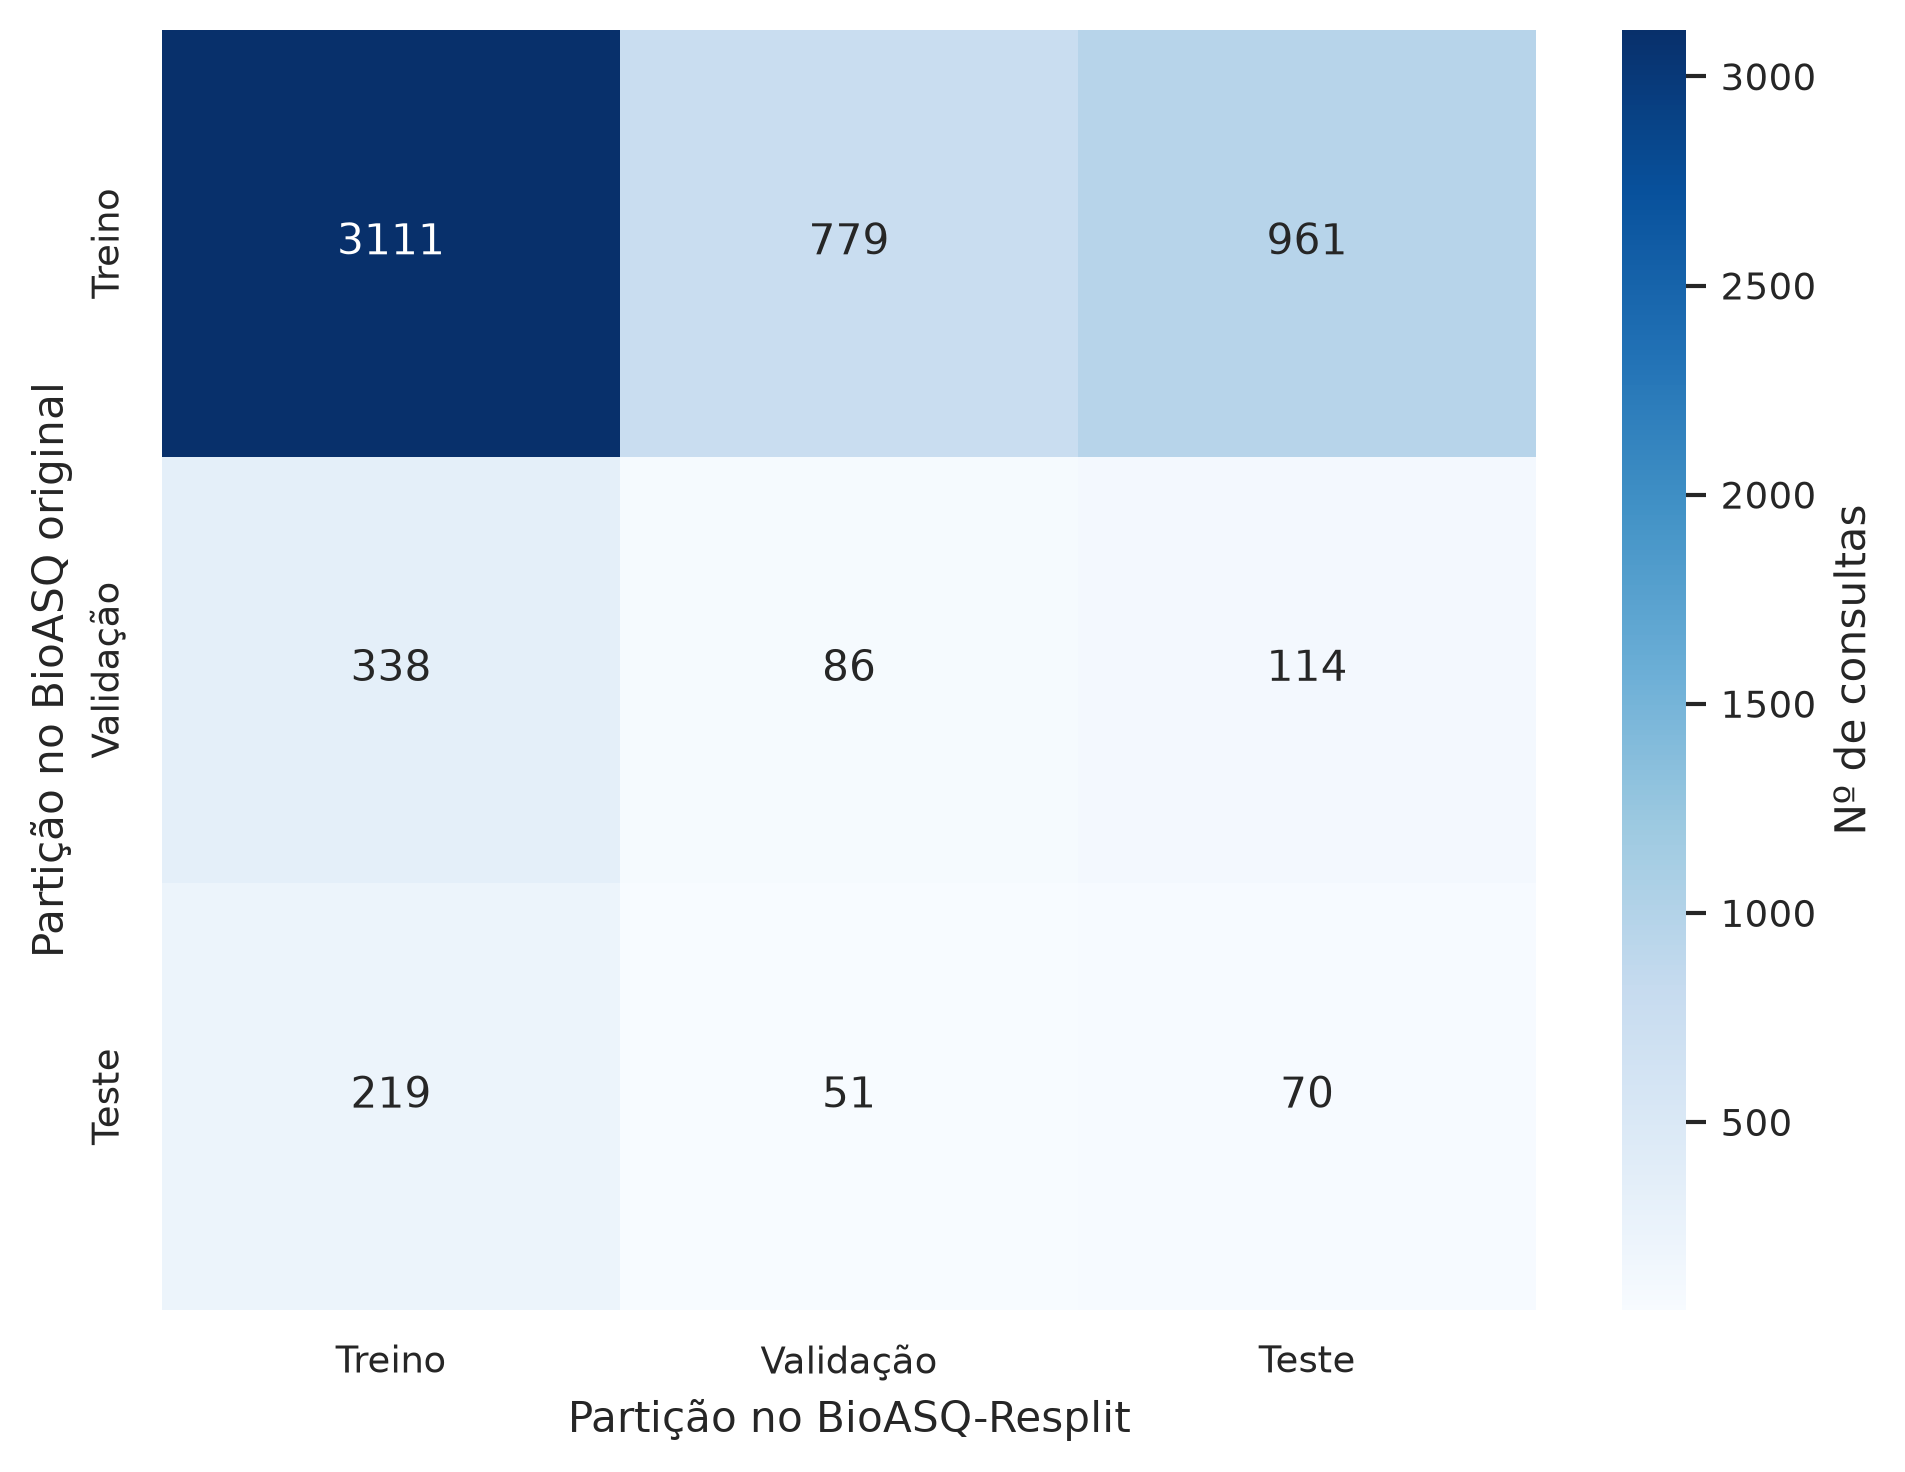 Partição no BioASQ original
Treino
3111 779 961
Validação
338 86 114
Teste
219 51 70
Treino Validação Teste
Partição no BioASQ-Resplit
3000
2500
2000
1500
1000
500
Nº de consultas